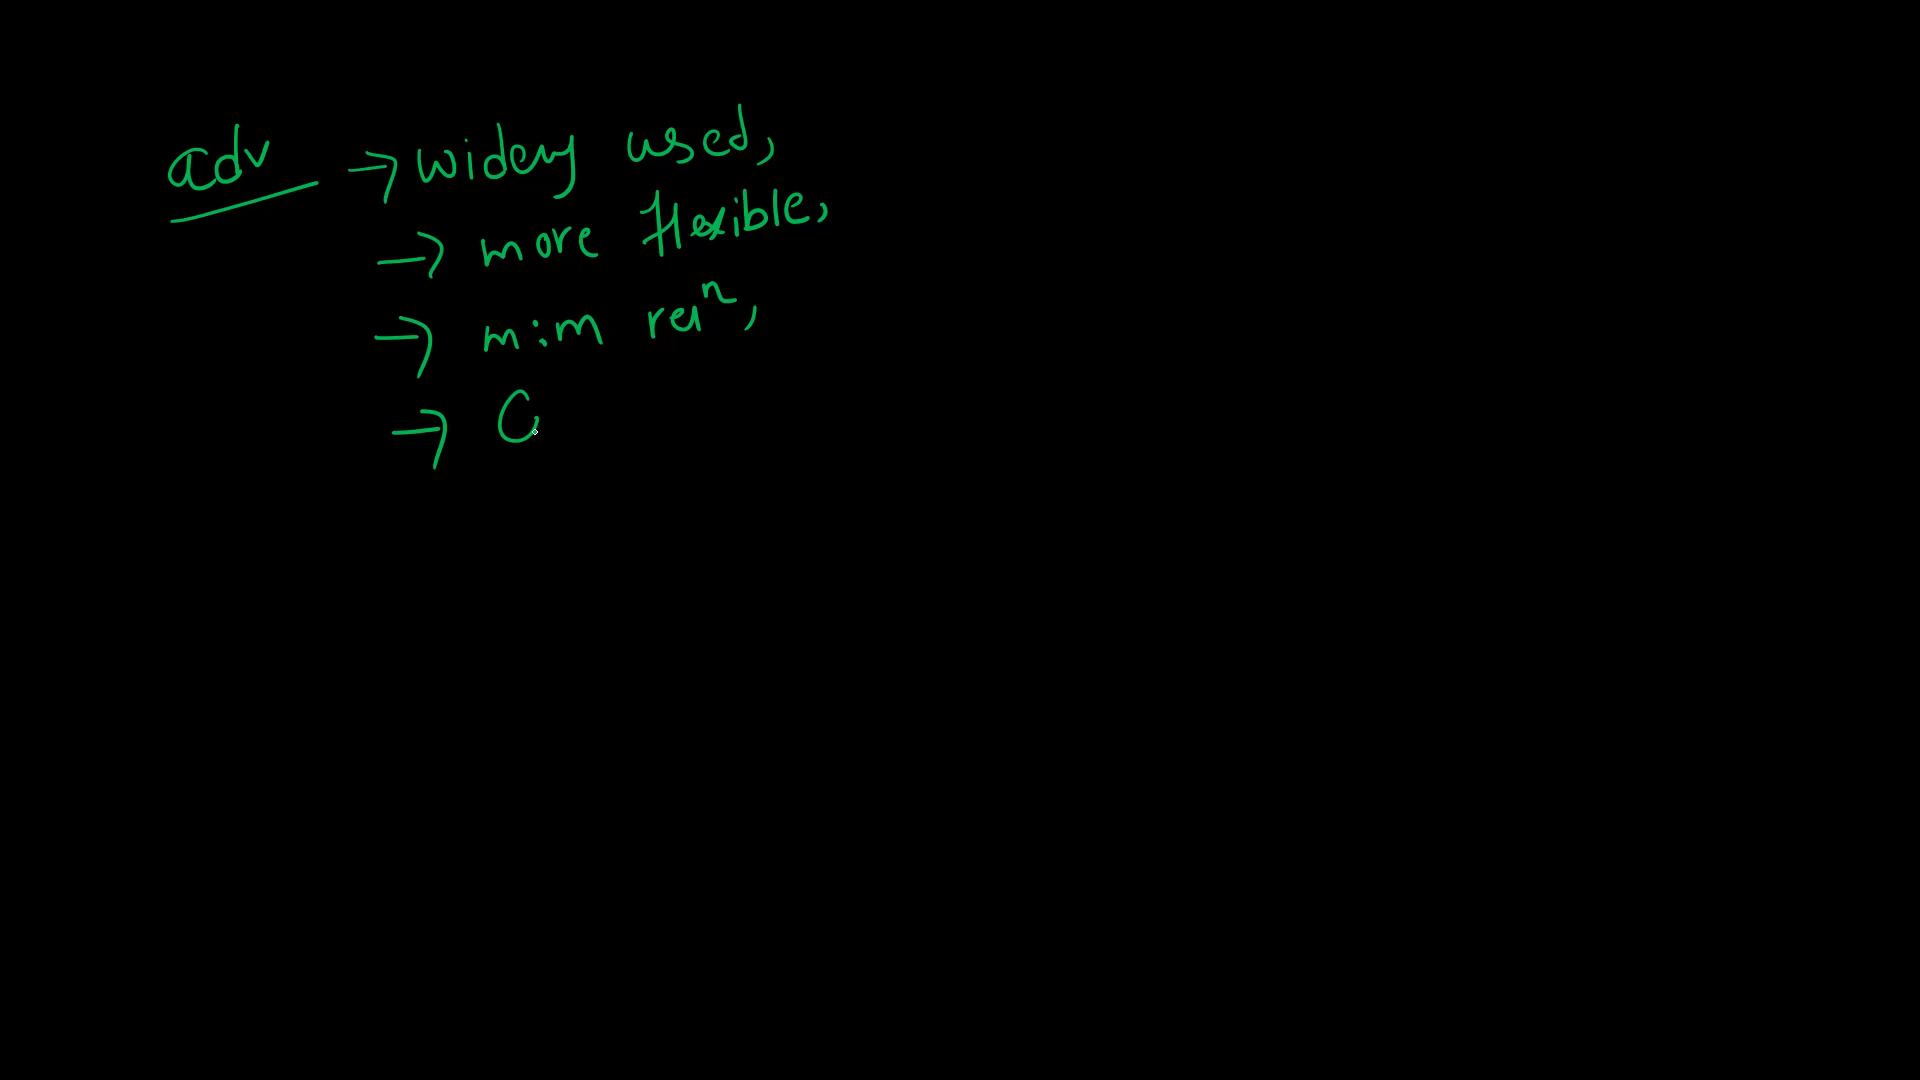 adv → widely used,
→ more flexible,
→ m:m relⁿ,
→ C